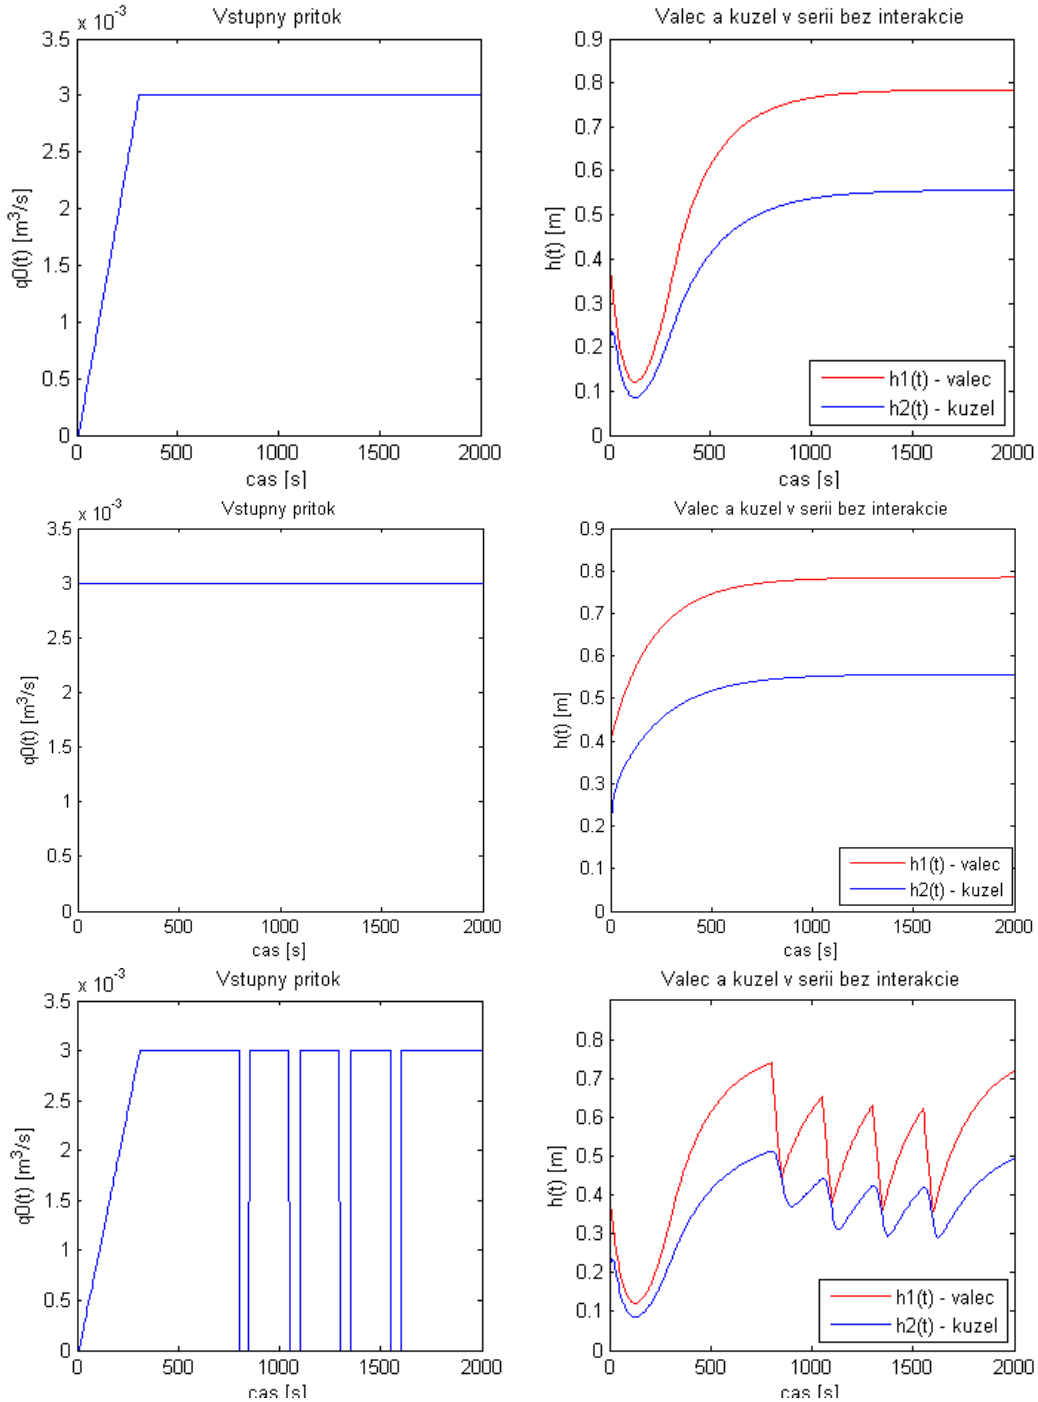 Vstupny pritok
x 10^-3
3.5
3
2.5
2
1.5
1
0.5
0
q0(t) [m^3/s]
0 500 1000 1500 2000
cas [s]
Valec a kuzel v serii bez interakcie
0.9
0.8
0.7
0.6
0.5
0.4
0.3
0.2
0.1
0
h(t) [m]
h1(t) - valec
h2(t) - kuzel
0 500 1000 1500 2000
cas [s]
Vstupny pritok
x 10^-3
3.5
3
2.5
2
1.5
1
0.5
0
q0(t) [m^3/s]
0 500 1000 1500 2000
cas [s]
Valec a kuzel v serii bez interakcie
0.9
0.8
0.7
0.6
0.5
0.4
0.3
0.2
0.1
0
h(t) [m]
h1(t) - valec
h2(t) - kuzel
0 500 1000 1500 2000
cas [s]
Vstupny pritok
x 10^-3
3.5
3
2.5
2
1.5
1
0.5
0
q0(t) [m^3/s]
0 500 1000 1500 2000
cas [s]
Valec a kuzel v serii bez interakcie
0.8
0.7
0.6
0.5
0.4
0.3
0.2
0.1
0
h(t) [m]
h1(t) - valec
h2(t) - kuzel
0 500 1000 1500 2000
cas [s]